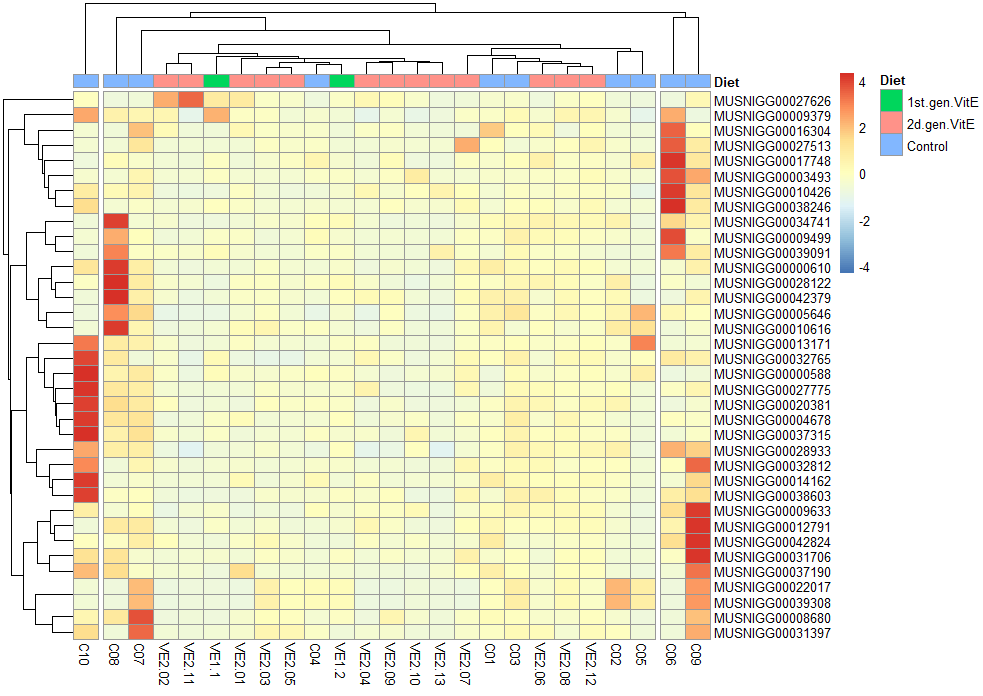 Diet
MUSNIGG00027626
MUSNIGG00009379
MUSNIGG00016304
MUSNIGG00027513
MUSNIGG00017748
MUSNIGG00003493
MUSNIGG00010426
MUSNIGG00038246
MUSNIGG00034741
MUSNIGG00009499
MUSNIGG00039091
MUSNIGG00000610
MUSNIGG00028122
MUSNIGG00042379
MUSNIGG00005646
MUSNIGG00010616
MUSNIGG00013171
MUSNIGG00032765
MUSNIGG00000588
MUSNIGG00027775
MUSNIGG00020381
MUSNIGG00004678
MUSNIGG00037315
MUSNIGG00028933
MUSNIGG00032812
MUSNIGG00014162
MUSNIGG00038603
MUSNIGG00009633
MUSNIGG00012791
MUSNIGG00042824
MUSNIGG00031706
MUSNIGG00037190
MUSNIGG00022017
MUSNIGG00039308
MUSNIGG00008680
MUSNIGG00031397
C10
C08
C07
VE2.02
VE2.11
VE1.1
VE2.01
VE2.03
VE2.05
C04
VE1.2
VE2.04
VE2.09
VE2.10
VE2.13
VE2.07
C01
C03
VE2.06
VE2.08
VE2.12
C02
C05
C06
C09
4
2
0
-2
-4
Diet
1st.gen.VitE
2d.gen.VitE
Control